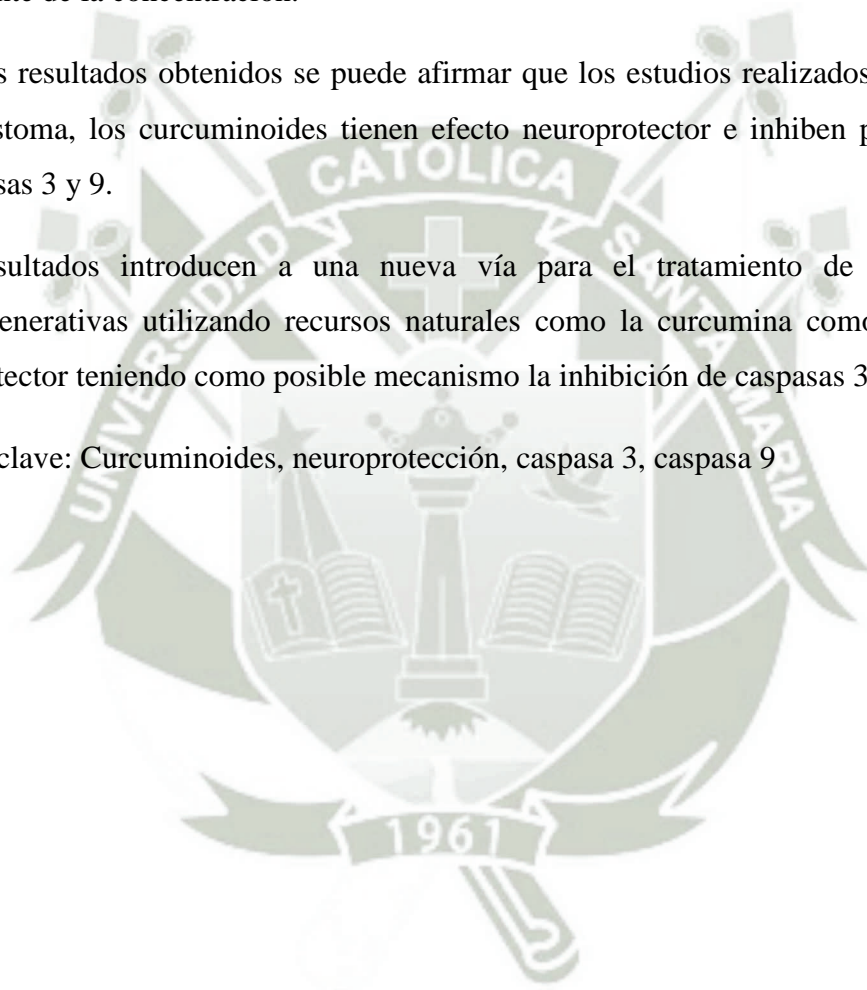 de la concentración.
s resultados obtenidos se puede afirmar que los estudios realizados
stoma, los curcuminoides tienen efecto neuroprotector e inhiben p
sas 3 y 9.
sultados introducen a una nueva vía para el tratamiento de
enerativas utilizando recursos naturales como la curcumina como
tector teniendo como posible mecanismo la inhibición de caspasas 3
clave: Curcuminoides, neuroprotección, caspasa 3, caspasa 9
UNIVERSIDAD CATOLICA SANTA MARIA
1961